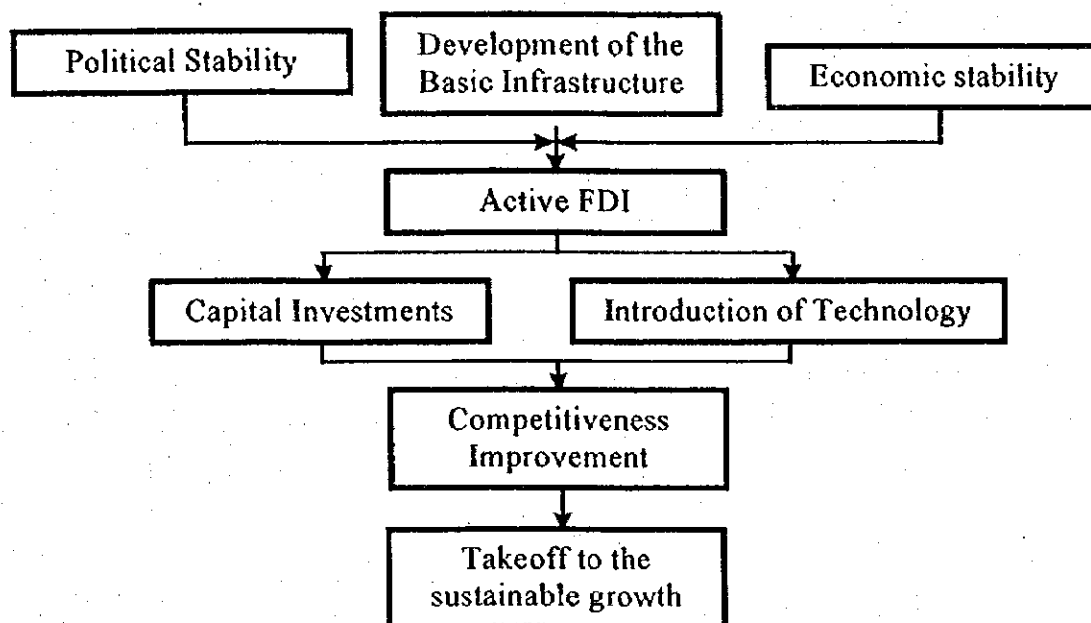 Political Stability
Development of the
Basic Infrastructure
Economic stability
Active FDI
Capital Investments
Introduction of Technology
Competitiveness
Improvement
Takeoff to the
sustainable growth